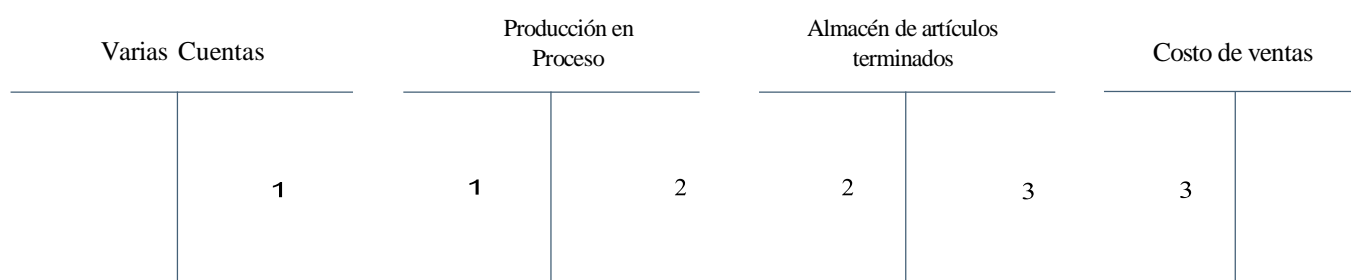 Varias Cuentas
Producción en
Proceso
Almacén de artículos
terminados
Costo de ventas
1
1
2
2
3
3